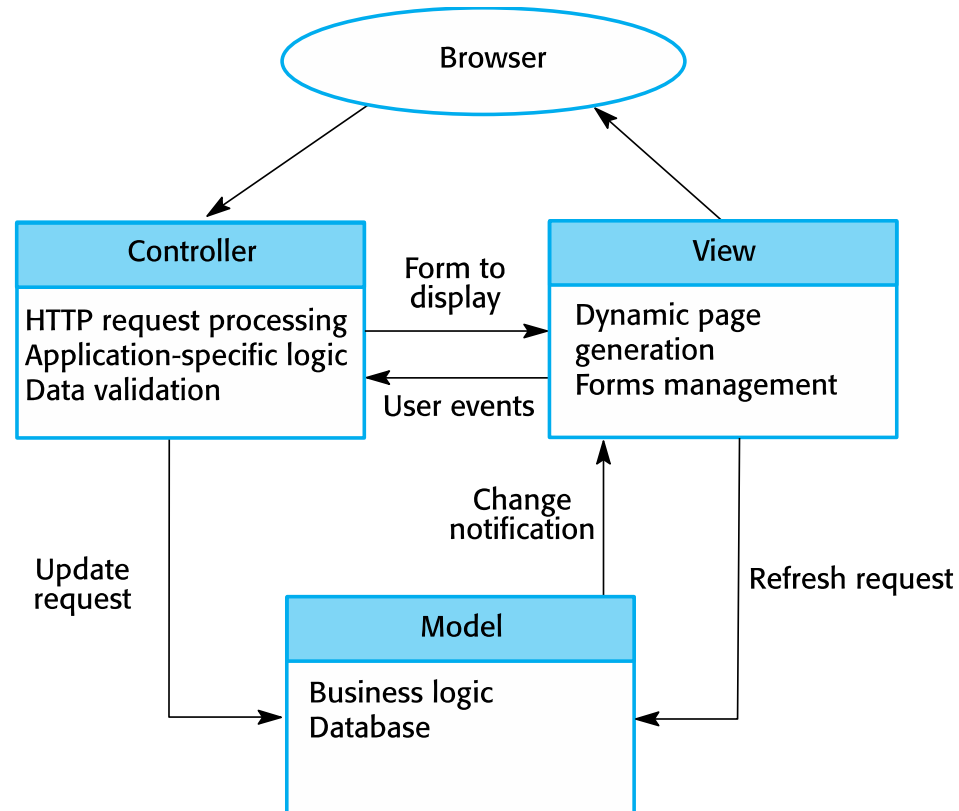 Browser
Controller
HTTP request processing
Application-specific logic
Data validation
Form to
display
User events
View
Dynamic page
generation
Forms management
Update
request
Change
notification
Refresh request
Model
Business logic
Database